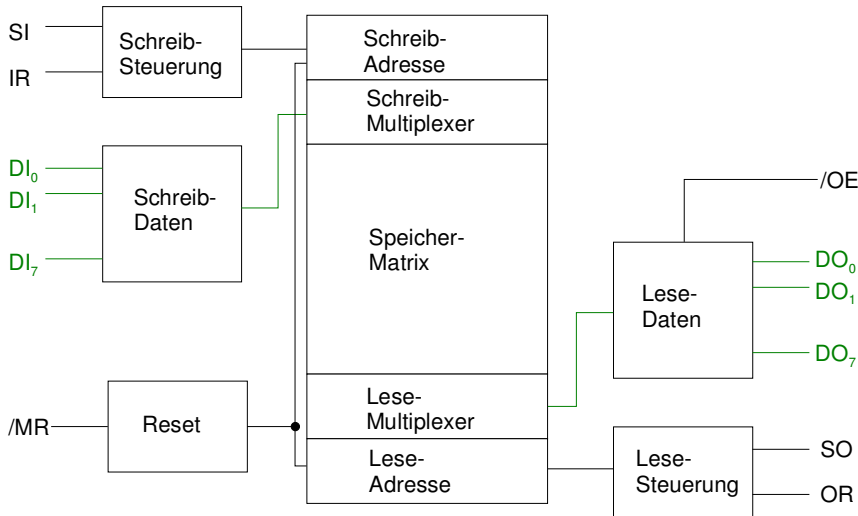 SI
IR
Schreib-
Steuerung
Schreib-
Adresse
Schreib-
Multiplexer
DI₀
DI₁
DI₇
Schreib-
Daten
Speicher-
Matrix
/OE
Lese-
Daten
DO₀
DO₁
DO₇
/MR
Reset
Lese-
Multiplexer
Lese-
Adresse
Lese-
Steuerung
SO
OR